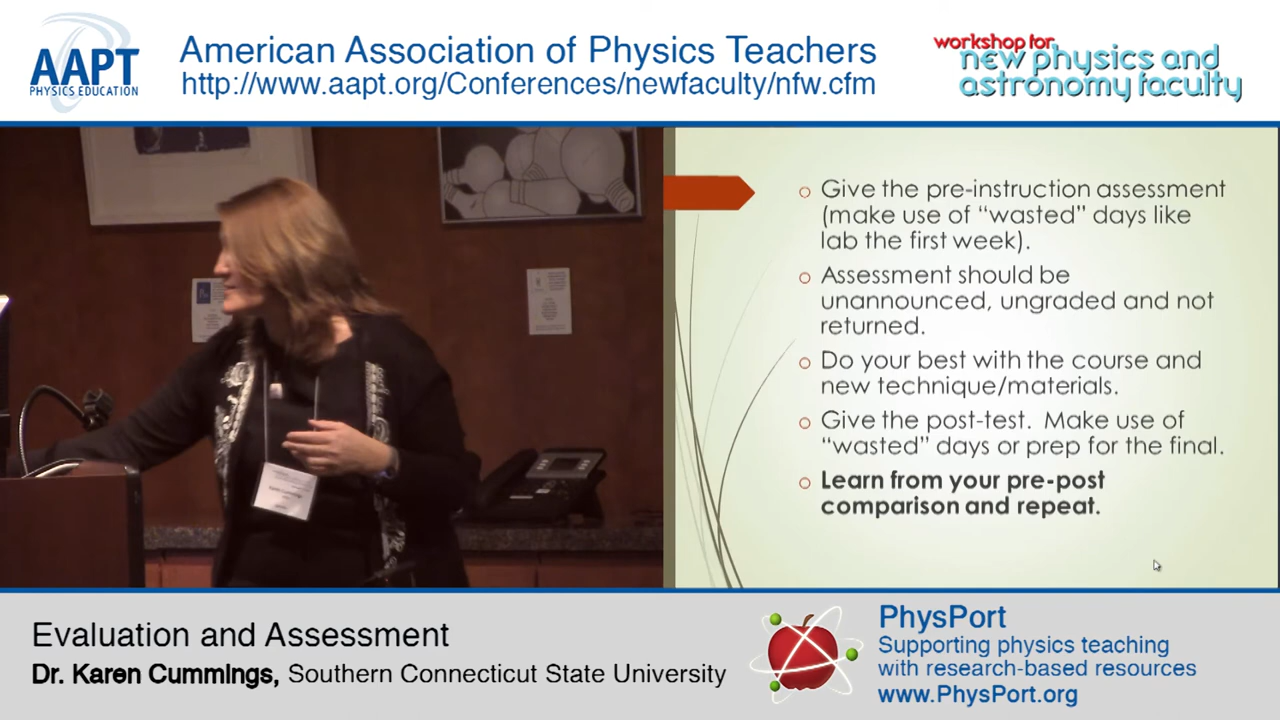 AAPT
PHYSICS EDUCATION
American Association of Physics Teachers
http://www.aapt.org/Conferences/newfaculty/nfw.cfm
workshop for
new physics and
astronomy faculty
○ Give the pre-instruction assessment
(make use of “wasted” days like
lab the first week).
○ Assessment should be
unannounced, ungraded and not
returned.
○ Do your best with the course and
new technique/materials.
○ Give the post-test. Make use of
“wasted” days or prep for the final.
○ Learn from your pre-post
comparison and repeat.
Evaluation and Assessment
Dr. Karen Cummings, Southern Connecticut State University
PhysPort
Supporting physics teaching
with research-based resources
www.PhysPort.org